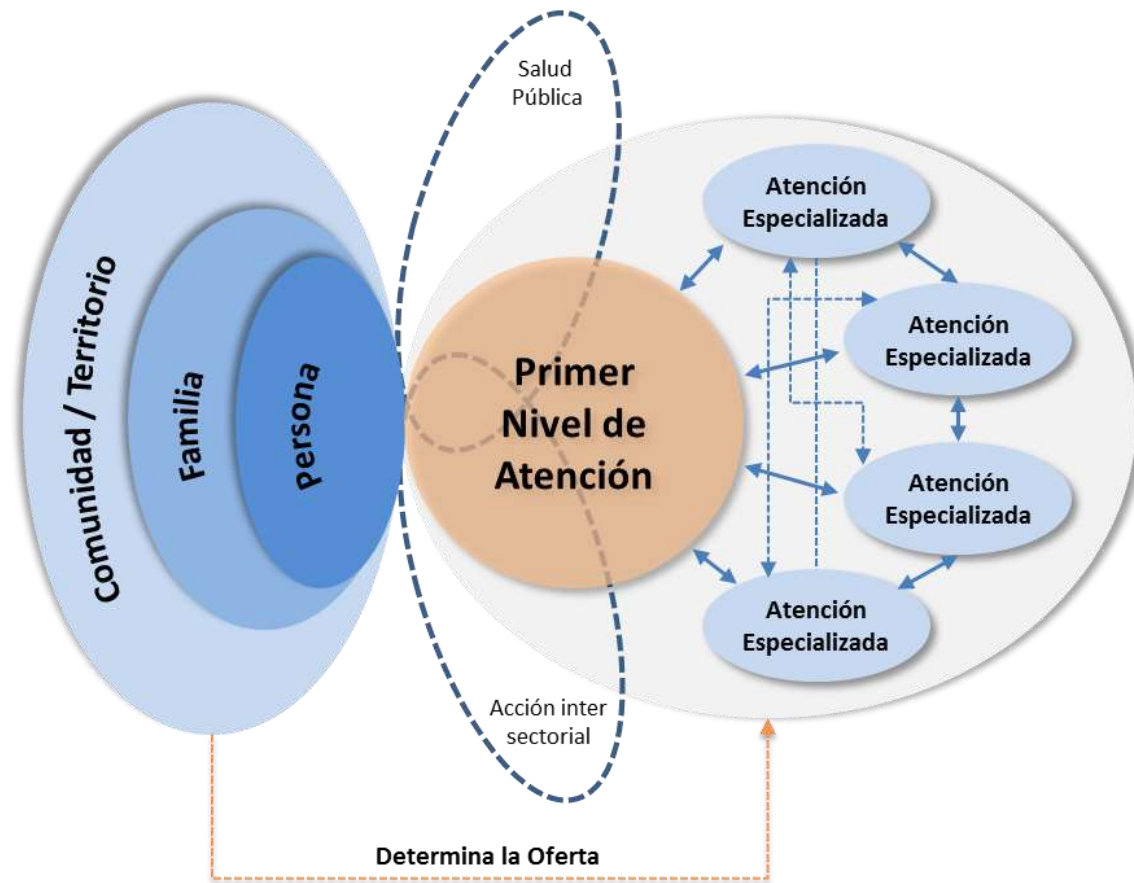 Salud
Pública
Comunidad / Territorio
Familia
Persona
Primer
Nivel de
Atención
Atención
Especializada
Atención
Especializada
Atención
Especializada
Atención
Especializada
Acción inter
sectorial
Determina la Oferta